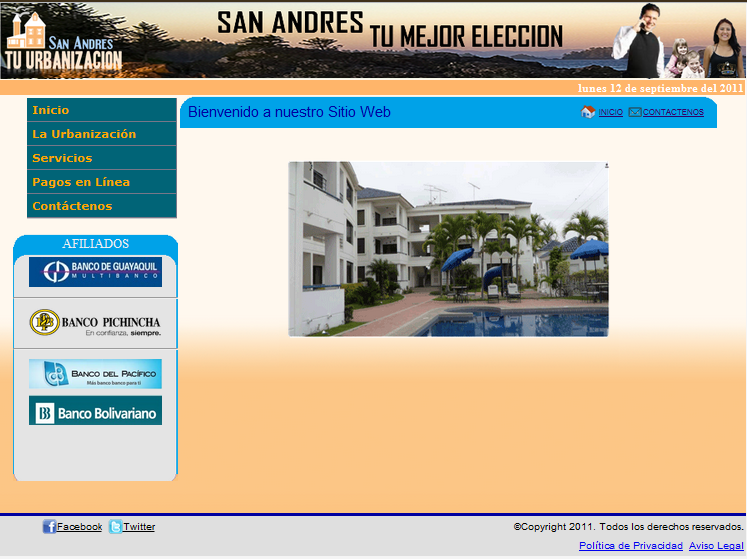 SAN ANDRES
TU MEJOR ELECCION
SAN ANDRES
TU URBANIZACION
lunes 12 de septiembre del 2011
Inicio
La Urbanización
Servicios
Pagos en Línea
Contáctenos
Bienvenido a nuestro Sitio Web
INICIO
CONTACTENOS
AFILIADOS
BANCO DE GUAYAQUIL
MULTIBANCO
BANCO PICHINCHA
En confianza, siempre.
BANCO DEL PACÍFICO
Más banco banco para ti
Banco Bolivariano
Facebook Twitter
©Copyright 2011. Todos los derechos reservados.
Política de Privacidad Aviso Legal